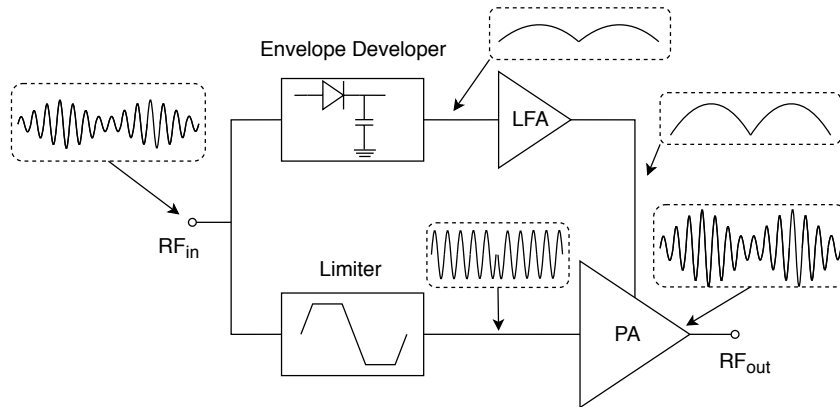 Envelope Developer
LFA
RFin
Limiter
PA
RFout